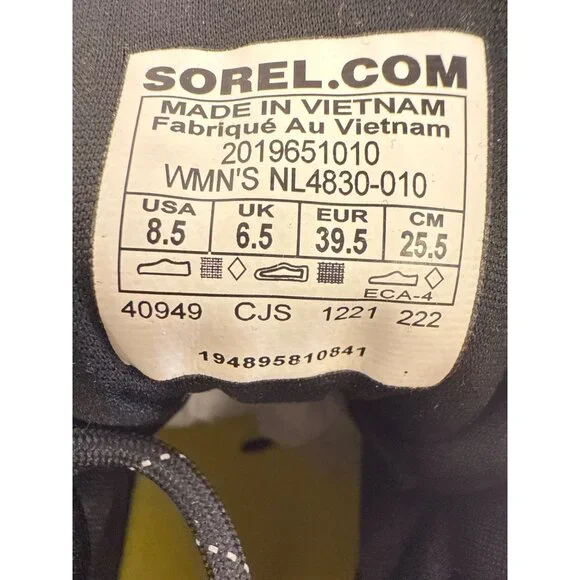 SOREL.COM
MADE IN VIETNAM
Fabriqué Au Vietnam
2019651010
WMN'S NL4830-010
USA UK EUR CM
8.5 6.5 39.5 25.5
ECA-4
40949 CJS 1221 222
194895810841